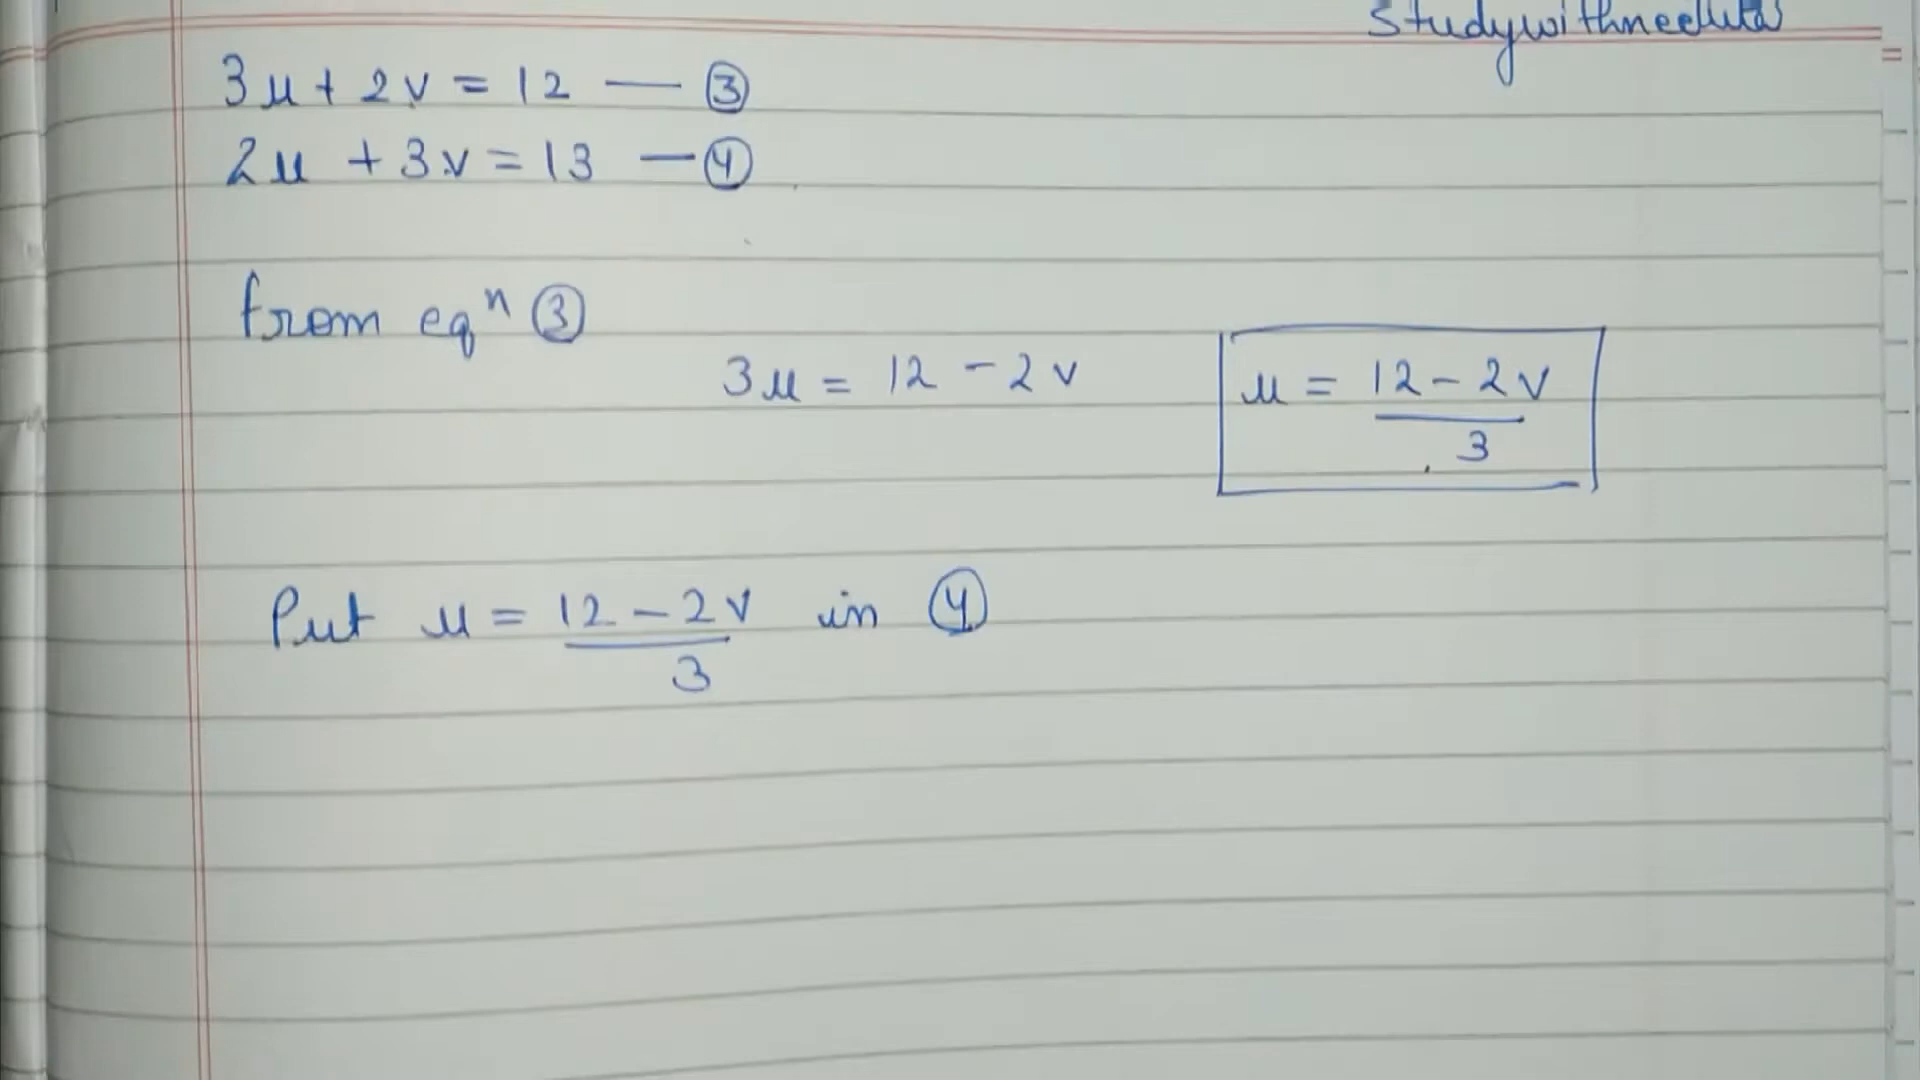 3u + 2v = 12 — ③
2u + 3v = 13 — ④
from eqⁿ ③
3u = 12 - 2v
u = 12 - 2v
3
Put u = 12 - 2v in ④
3